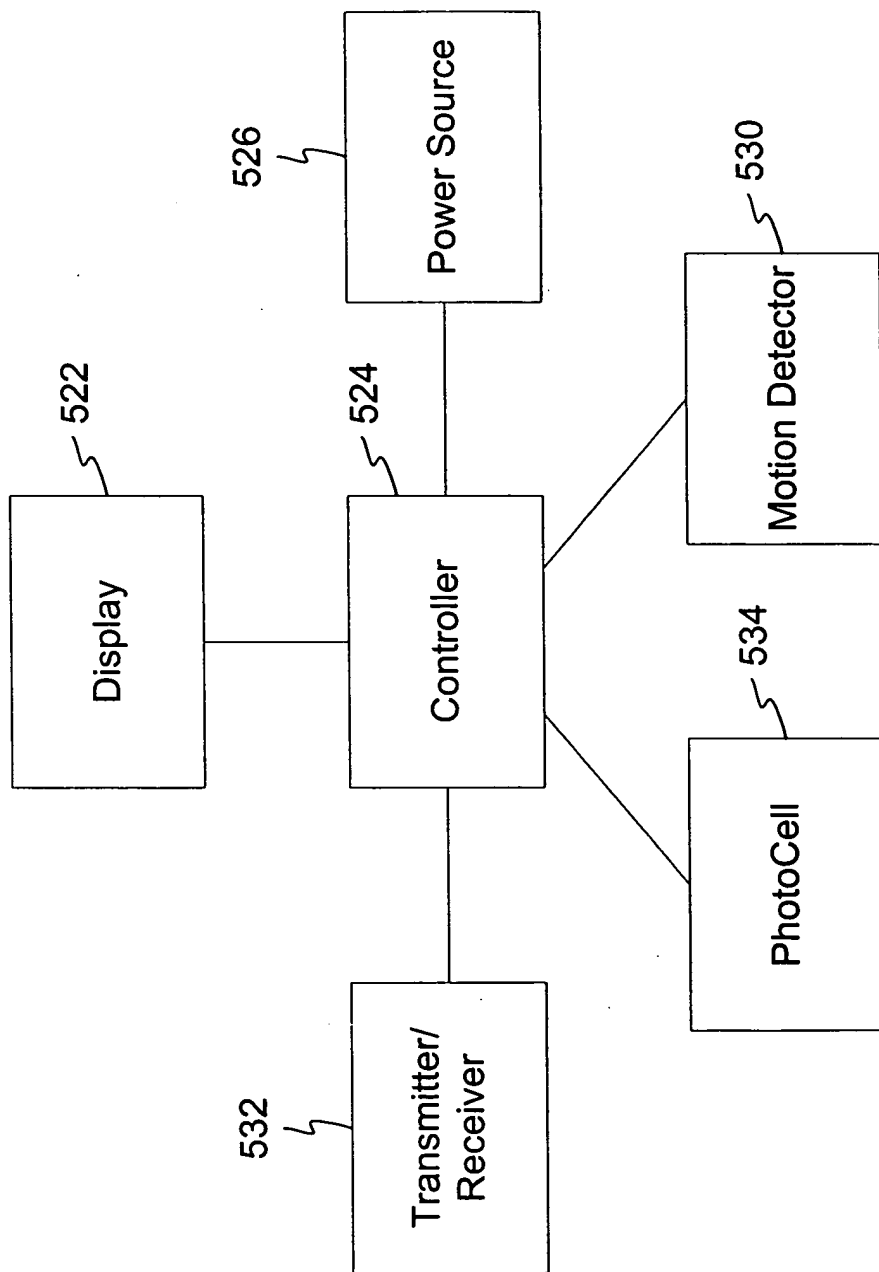 522
Display
526
Power Source
524
Controller
532
Transmitter/
Receiver
530
Motion Detector
534
PhotoCell